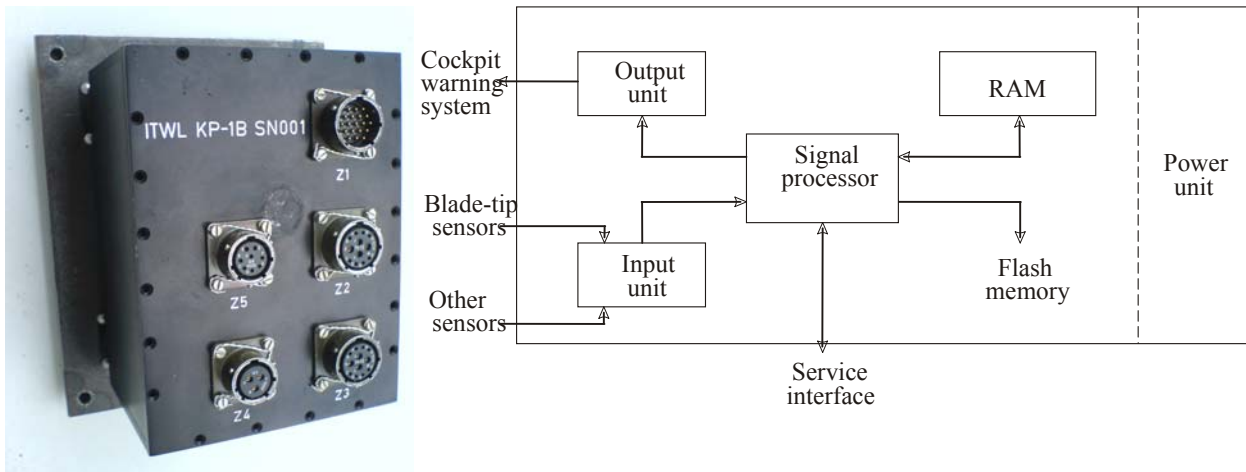 ITWL KP-1B SN001
Z1
Z5
Z2
Z4
Z3
Cockpit
warning
system
Output
unit
RAM
Signal
processor
Power
unit
Blade-tip
sensors
Input
unit
Flash
memory
Other
sensors
Service
interface